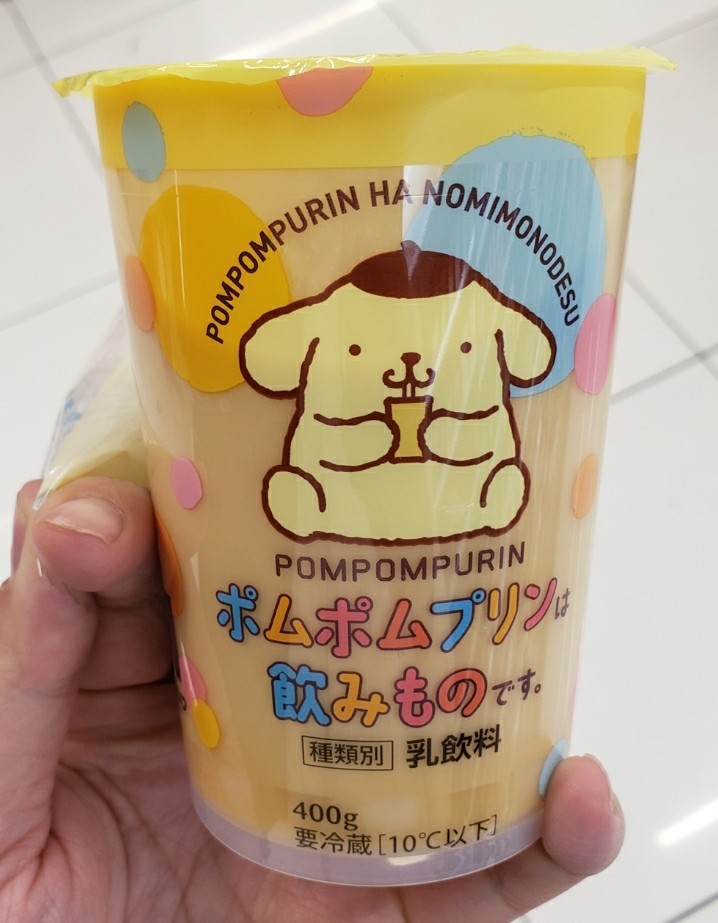 POMPOMPURIN HA NOMIMONODESU
POMPOMPURIN
ポムポムプリンは
飲みものです。
種類別 乳飲料
400g
要冷蔵［10℃以下］